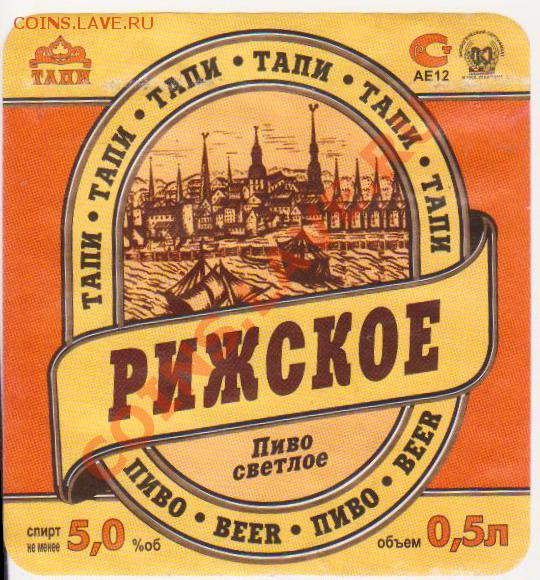 COINS.LAVE.RU
ТАПИ
АЕ12
ТАПИ • ТАПИ • ТАПИ • ТАПИ • ТАПИ • ТАПИ
РИЖСКОЕ
Пиво
светлое
ПИВО • BEER • ПИВО • BEER
спирт
не менее 5,0 %об
объем 0,5л